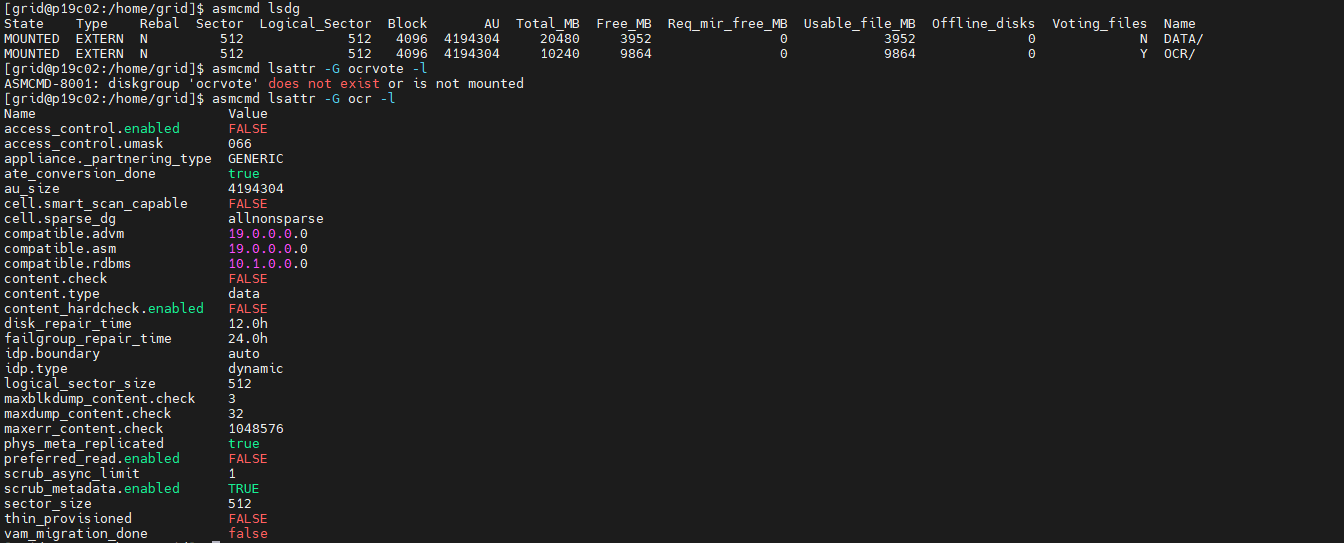 [grid@p19c02:/home/grid]$ asmcmd lsdg
State    Type    Rebal  Sector  Logical_Sector  Block       AU  Total_MB  Free_MB  Req_mir_free_MB  Usable_file_MB  Offline_disks  Voting_files  Name
MOUNTED  EXTERN  N         512             512   4096  4194304     20480     3952                0            3952              0             N  DATA/
MOUNTED  EXTERN  N         512             512   4096  4194304     10240     9864                0            9864              0             Y  OCR/
[grid@p19c02:/home/grid]$ asmcmd lsattr -G ocrvote -l
ASMCMD-8001: diskgroup 'ocrvote' does not exist or is not mounted
[grid@p19c02:/home/grid]$ asmcmd lsattr -G ocr -l
Name                        Value
access_control.enabled      FALSE
access_control.umask        066
appliance._partnering_type  GENERIC
ate_conversion_done         true
au_size                     4194304
cell.smart_scan_capable     FALSE
cell.sparse_dg              allnonsparse
compatible.advm             19.0.0.0.0
compatible.asm              19.0.0.0.0
compatible.rdbms            10.1.0.0.0
content.check               FALSE
content.type                data
content_hardcheck.enabled   FALSE
disk_repair_time            12.0h
failgroup_repair_time       24.0h
idp.boundary                auto
idp.type                    dynamic
logical_sector_size         512
maxblkdump_content.check    3
maxdump_content.check       32
maxerr_content.check        1048576
phys_meta_replicated        true
preferred_read.enabled      FALSE
scrub_async_limit           1
scrub_metadata.enabled      TRUE
sector_size                 512
thin_provisioned            FALSE
vam_migration_done          false